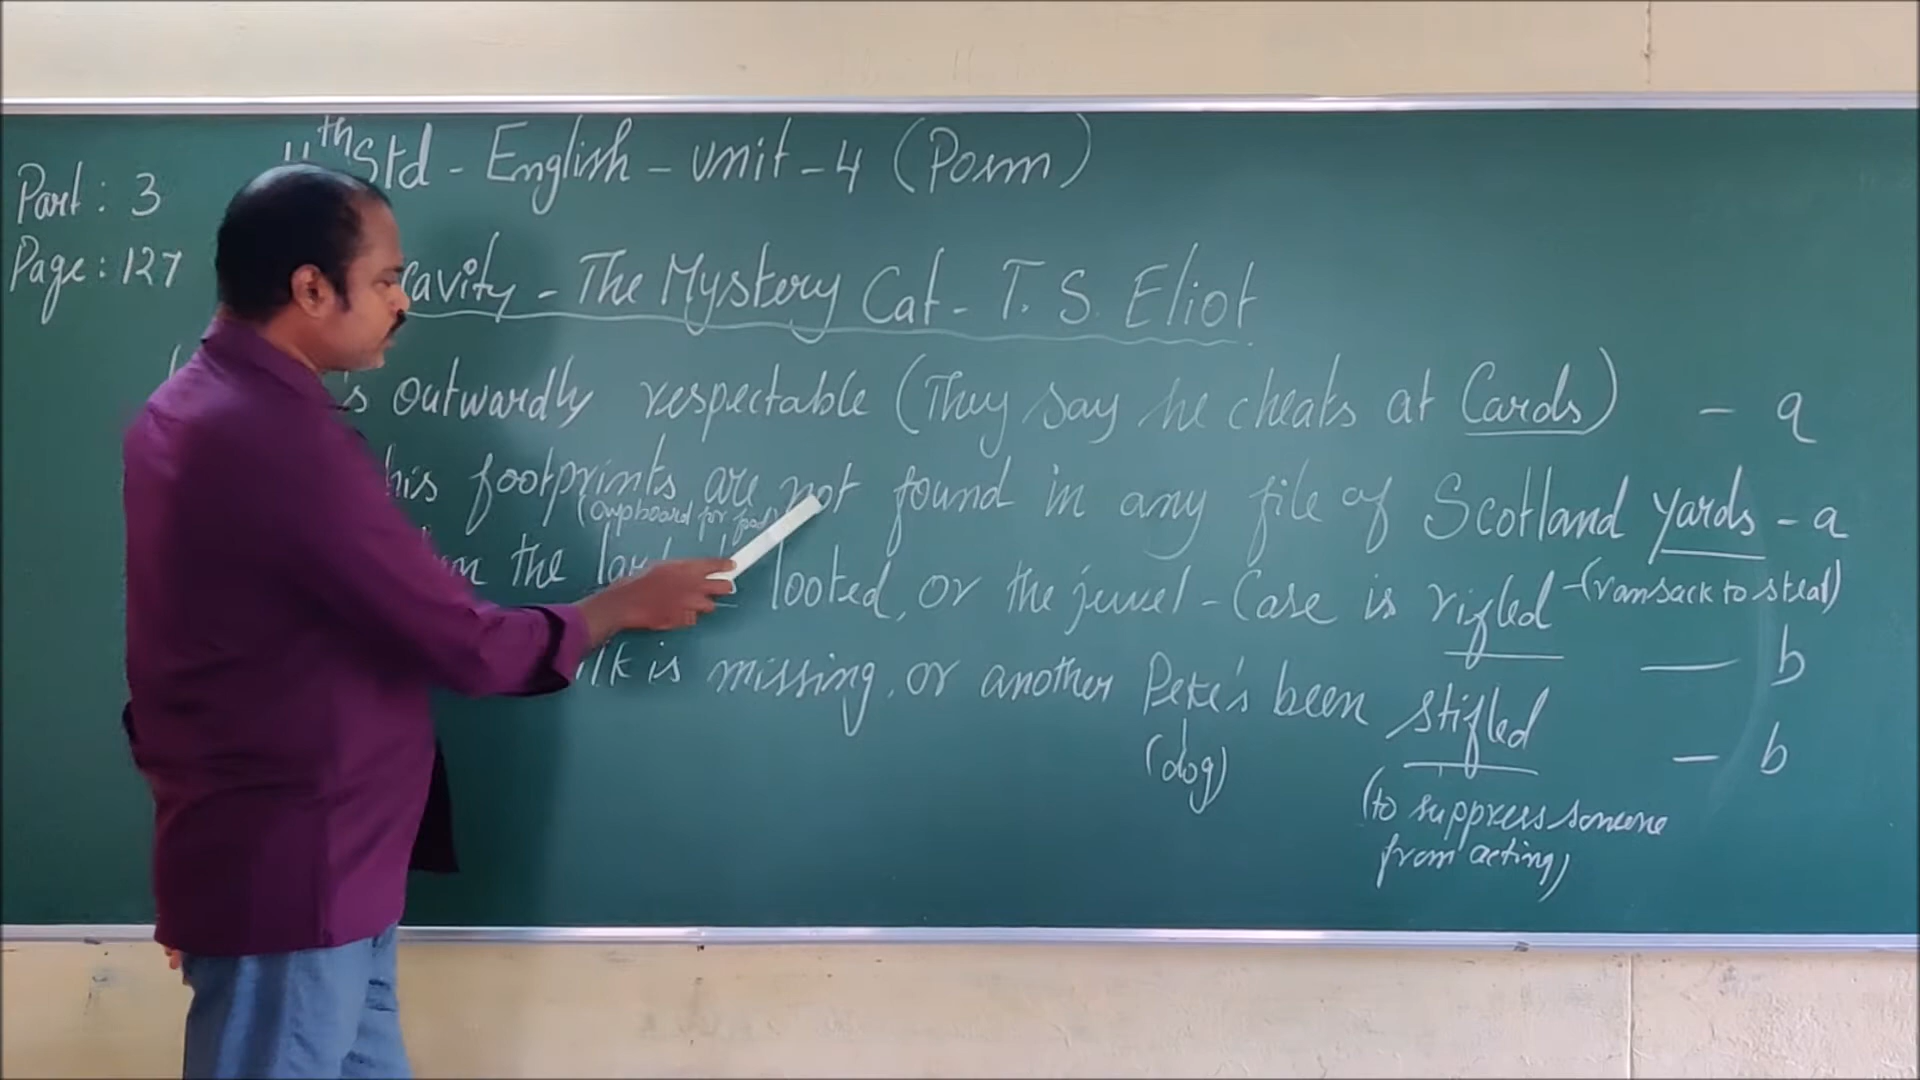 Part: 3
Page: 127
11th Std - English - unit - 4 (Poem)
cavity - The Mystery Cat - T. S. Eliot
's outwardly respectable (They say he cheats at Cards) - a
his footprints are not found in any file of Scotland yards - a
(cupboard for food)
the looted, or the jewel-Case is rifled - (ransack to steal)
— b
is missing, or another Peke's been stifled - b
(dog)
(to suppress someone
from acting)